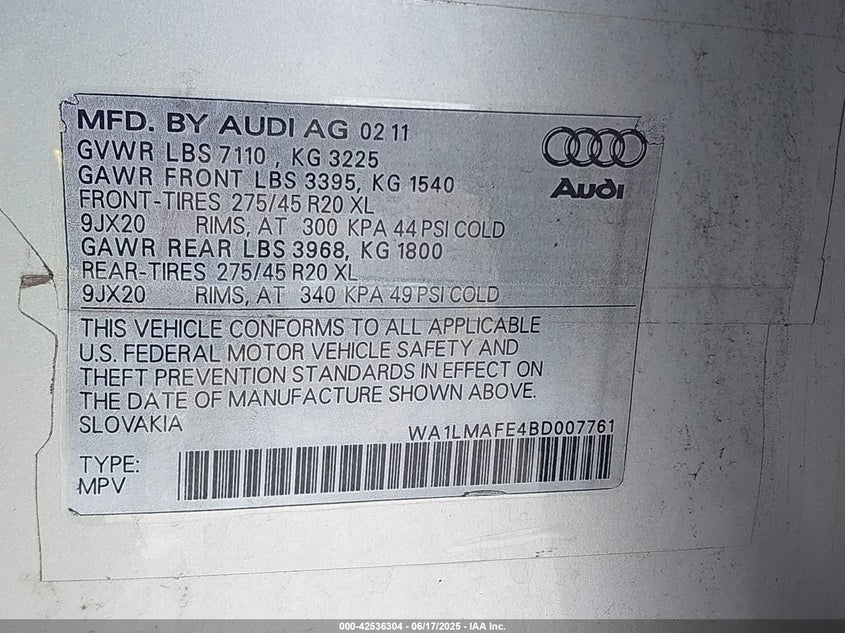 MFD. BY AUDI AG 02 11
GVWR LBS 7110 , KG 3225
GAWR FRONT LBS 3395, KG 1540
FRONT-TIRES 275/45 R20 XL
9JX20 RIMS, AT 300 KPA 44 PSI COLD
GAWR REAR LBS 3968, KG 1800
REAR-TIRES 275/45 R20 XL
9JX20 RIMS, AT 340 KPA 49 PSI COLD
Audi
THIS VEHICLE CONFORMS TO ALL APPLICABLE
U.S. FEDERAL MOTOR VEHICLE SAFETY AND
THEFT PREVENTION STANDARDS IN EFFECT ON
THE DATE OF MANUFACTURE SHOWN ABOVE.
SLOVAKIA
WA1LMAFE4BD007761
TYPE:
MPV
000-42536304 - 06/17/2025 - IAA Inc.